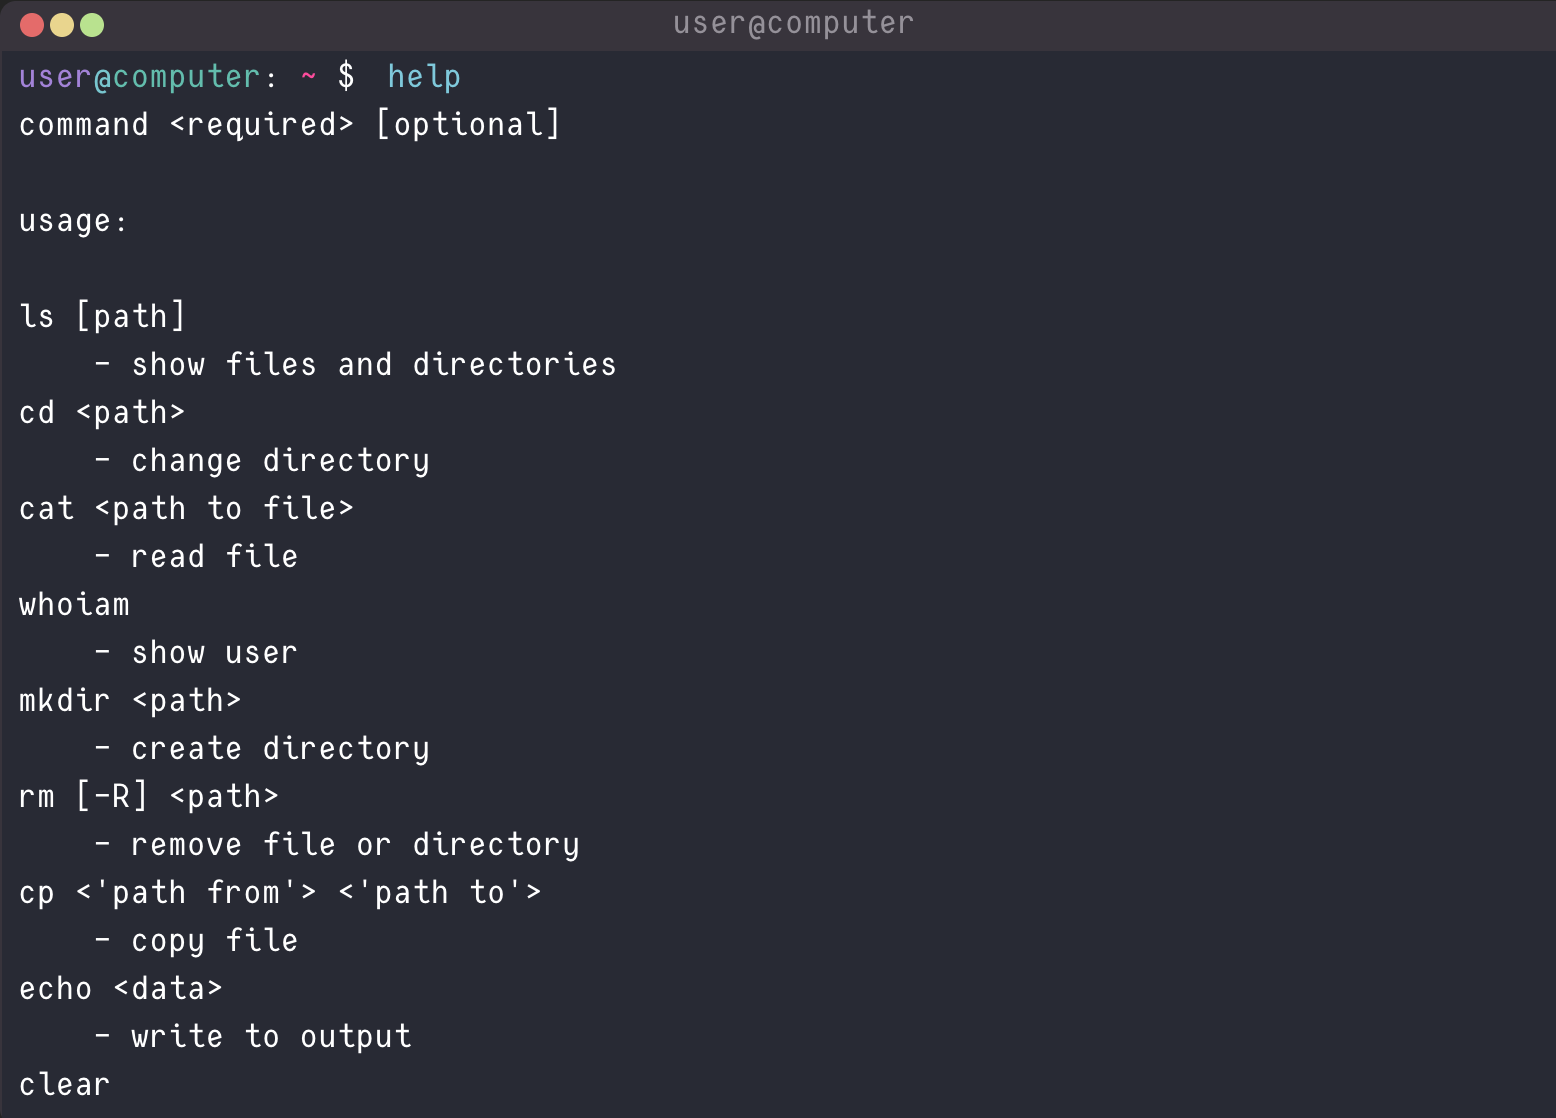 user@computer
user@computer: ~ $ help
command <required> [optional]
usage:
ls [path]
- show files and directories
cd <path>
- change directory
cat <path to file>
- read file
whoiam
- show user
mkdir <path>
- create directory
rm [-R] <path>
- remove file or directory
cp <'path from'> <'path to'>
- copy file
echo <data>
- write to output
clear